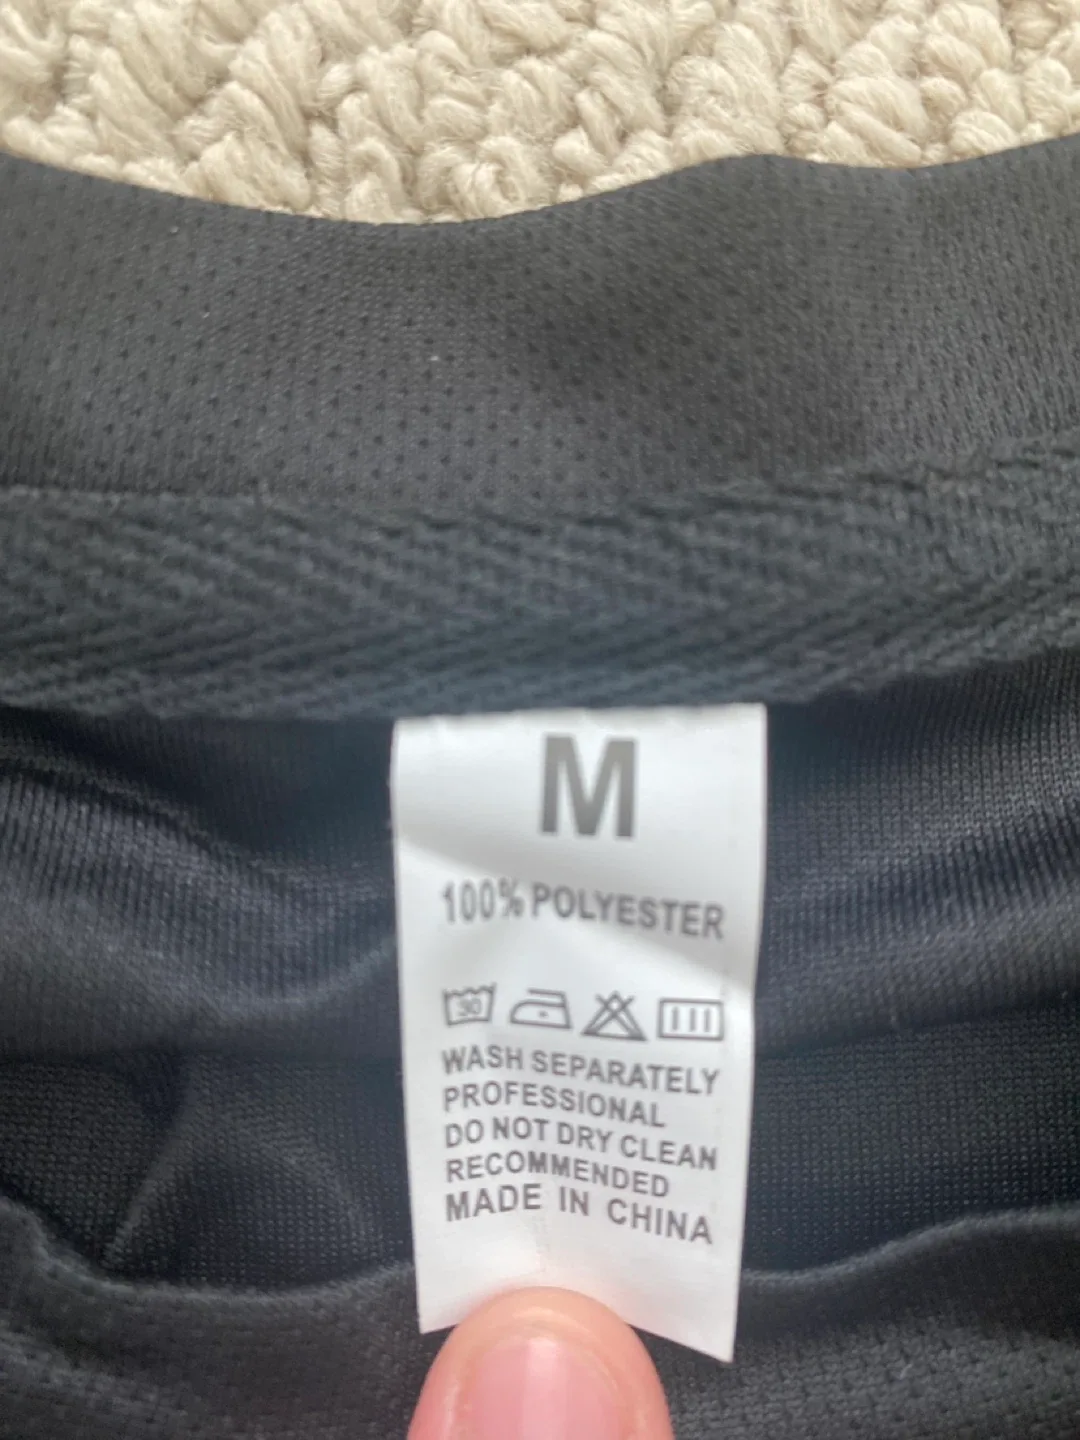 M
100% POLYESTER
30
WASH SEPARATELY
PROFESSIONAL
DO NOT DRY CLEAN
RECOMMENDED
MADE IN CHINA